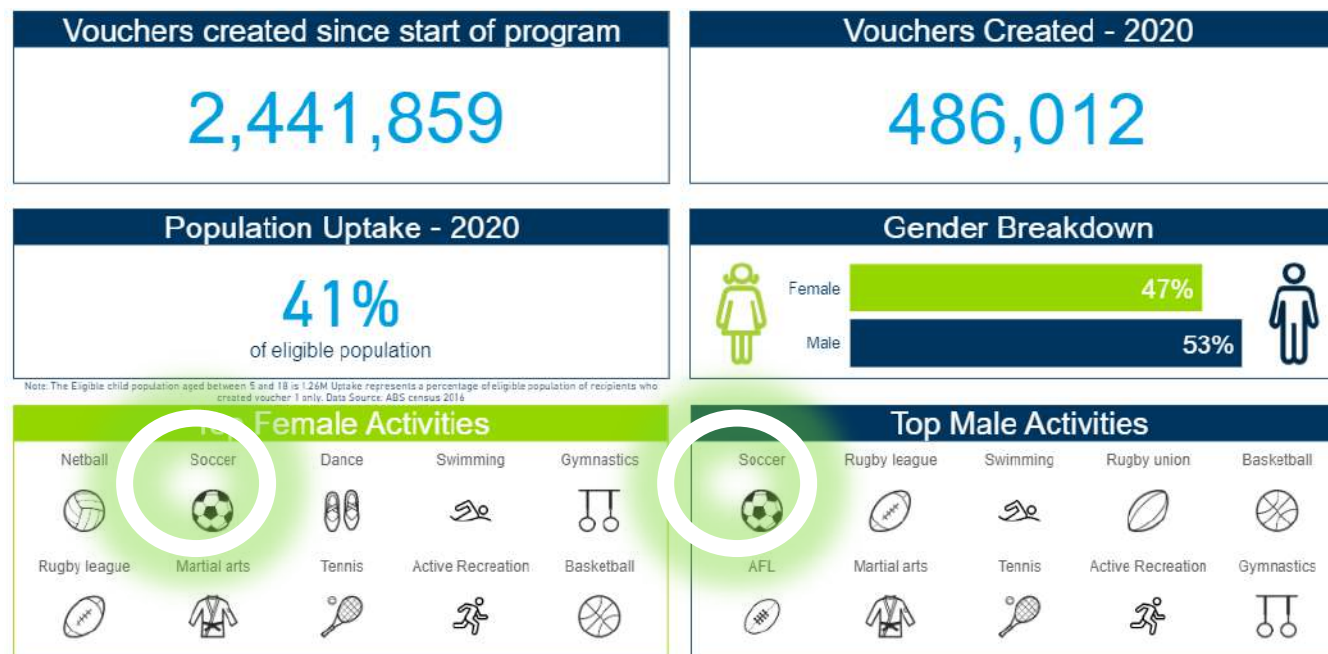 Vouchers created since start of program
2,441,859
Vouchers Created - 2020
486,012
Population Uptake - 2020
41%
of eligible population
Note: The Eligible child population aged between 5 and 18 is 1.26M Uptake represents a percentage of eligible population of recipients who
created voucher 1 only. Data Source: ABS census 2016
Gender Breakdown
Female 47%
Male 53%
Top Female Activities
Netball Soccer Dance Swimming Gymnastics
Rugby league Martial arts Tennis Active Recreation Basketball
Top Male Activities
Soccer Rugby league Swimming Rugby union Basketball
AFL Martial arts Tennis Active Recreation Gymnastics